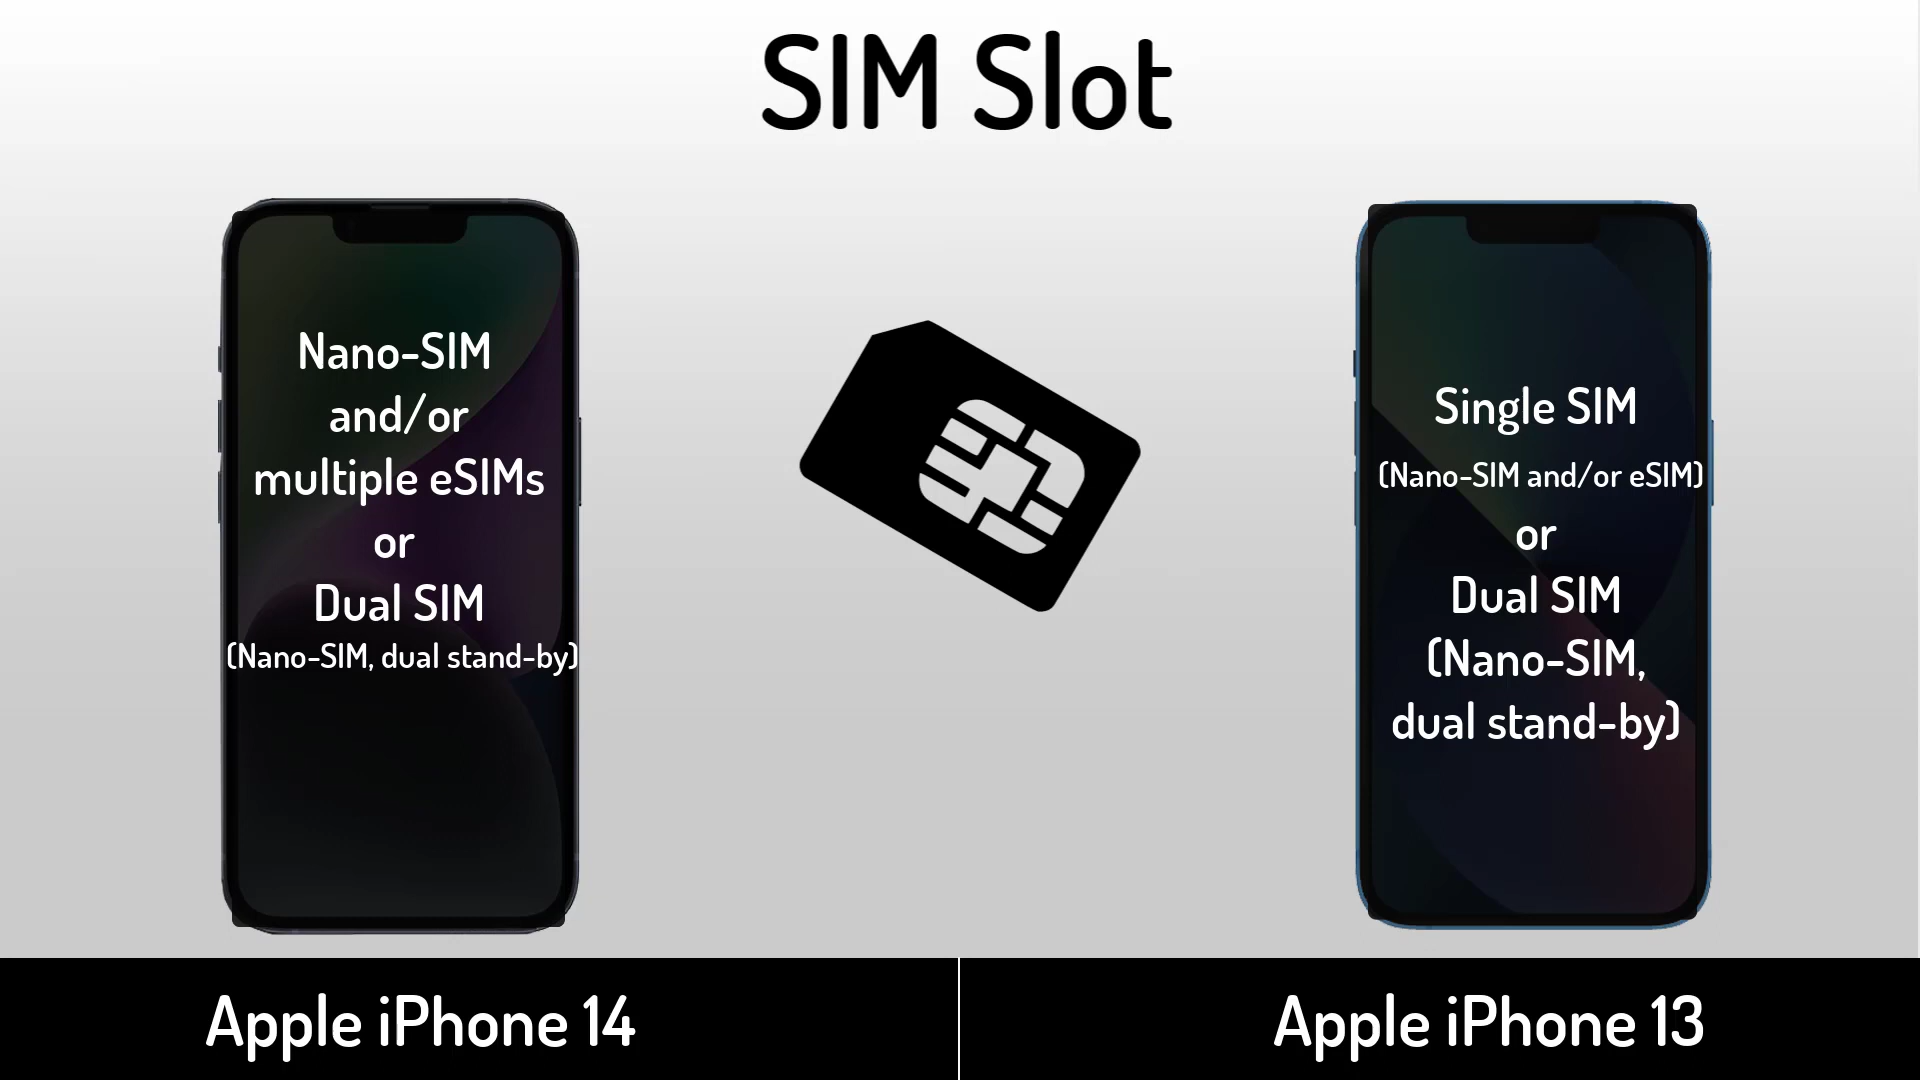 SIM Slot
Nano-SIM
and/or
multiple eSIMs
or
Dual SIM
(Nano-SIM, dual stand-by)
Single SIM
(Nano-SIM and/or eSIM)
or
Dual SIM
(Nano-SIM,
dual stand-by)
Apple iPhone 14
Apple iPhone 13